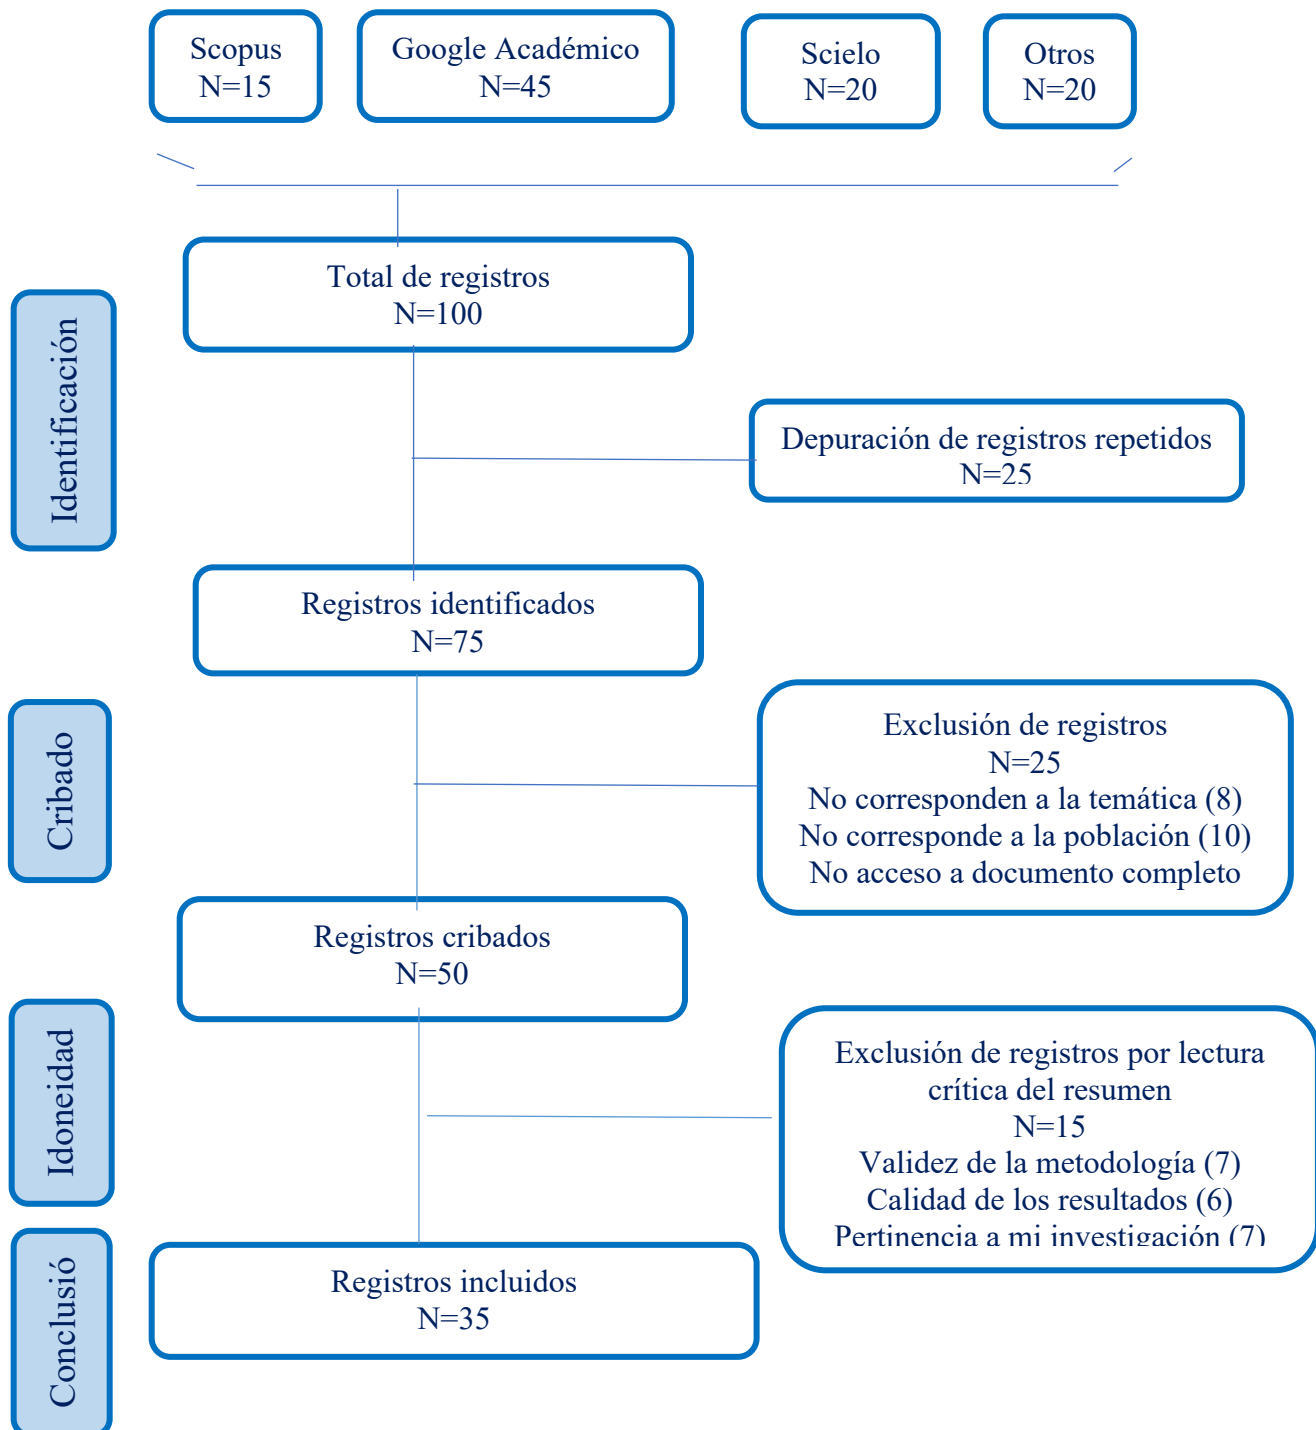 Scopus
N=15
Google Académico
N=45
Scielo
N=20
Otros
N=20
Total de registros
N=100
Identificación
Depuración de registros repetidos
N=25
Registros identificados
N=75
Cribado
Exclusión de registros
N=25
No corresponden a la temática (8)
No corresponde a la población (10)
No acceso a documento completo
Registros cribados
N=50
Idoneidad
Exclusión de registros por lectura
crítica del resumen
N=15
Validez de la metodología (7)
Calidad de los resultados (6)
Pertinencia a mi investigación (7)
Conclusió
Registros incluidos
N=35